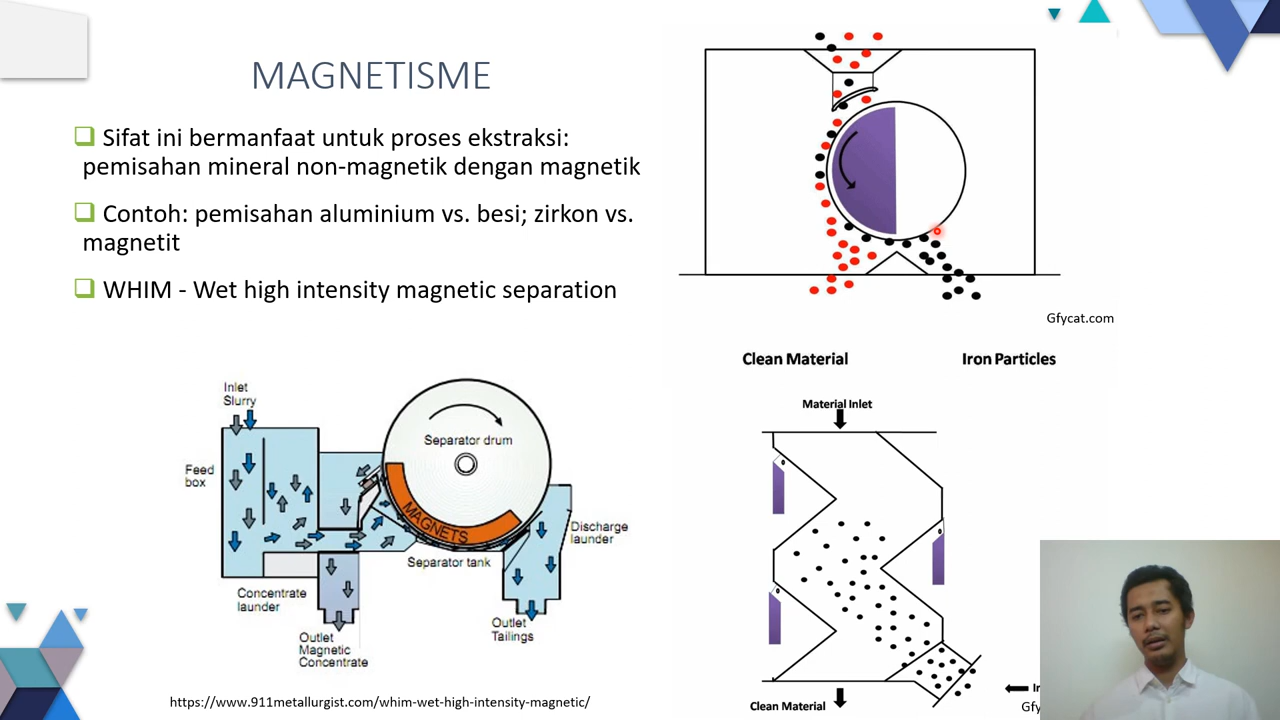 MAGNETISME
Sifat ini bermanfaat untuk proses ekstraksi:
pemisahan mineral non-magnetik dengan magnetik
Contoh: pemisahan aluminium vs. besi; zirkon vs.
magnetit
WHIM - Wet high intensity magnetic separation
Gfycat.com
Clean Material
Iron Particles
Inlet
Slurry
Feed
box
Separator drum
MAGNETS
Separator tank
Discharge
launder
Concentrate
launder
Outlet
Magnetic
Concentrate
Outlet
Tailings
https://www.911metallurgist.com/whim-wet-high-intensity-magnetic/
Material Inlet
Clean Material